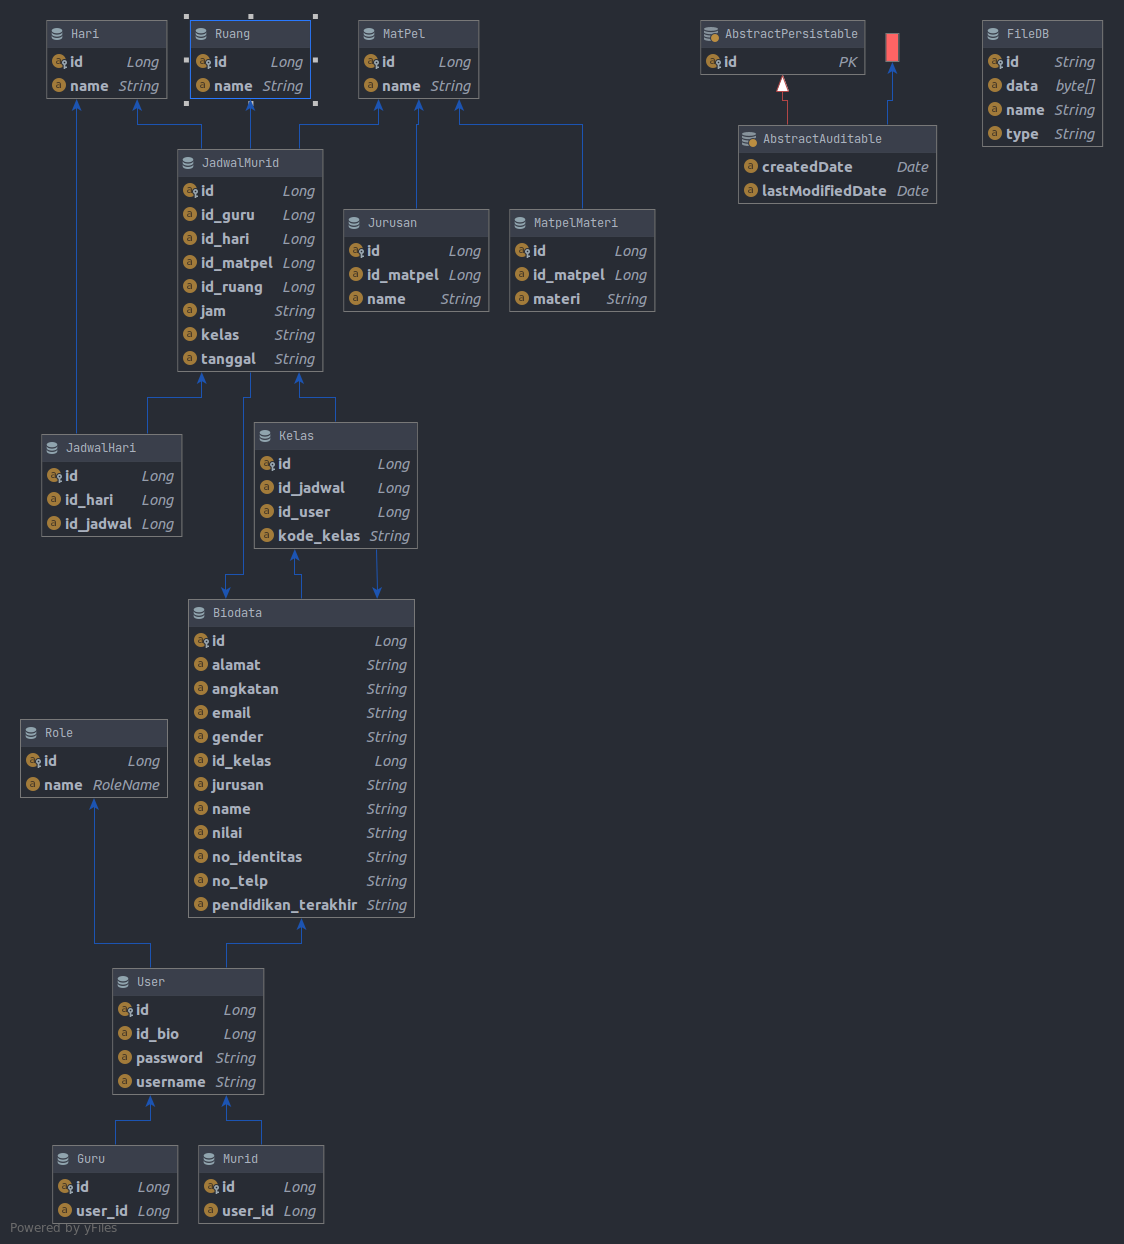 Hari
id Long
name String
Ruang
id Long
name String
MatPel
id Long
name String
AbstractPersistable
id PK
FileDB
id String
data byte[]
name String
type String
AbstractAuditable
createdDate Date
lastModifiedDate Date
JadwalMurid
id Long
id_guru Long
id_hari Long
id_matpel Long
id_ruang Long
jam String
kelas String
tanggal String
Jurusan
id Long
id_matpel Long
name String
MatpelMateri
id Long
id_matpel Long
materi String
JadwalHari
id Long
id_hari Long
id_jadwal Long
Kelas
id Long
id_jadwal Long
id_user Long
kode_kelas String
Biodata
id Long
alamat String
angkatan String
email String
gender String
id_kelas Long
jurusan String
name String
nilai String
no_identitas String
no_telp String
pendidikan_terakhir String
Role
id Long
name RoleName
User
id Long
id_bio Long
password String
username String
Guru
id Long
user_id Long
Murid
id Long
user_id Long
Powered by yFiles